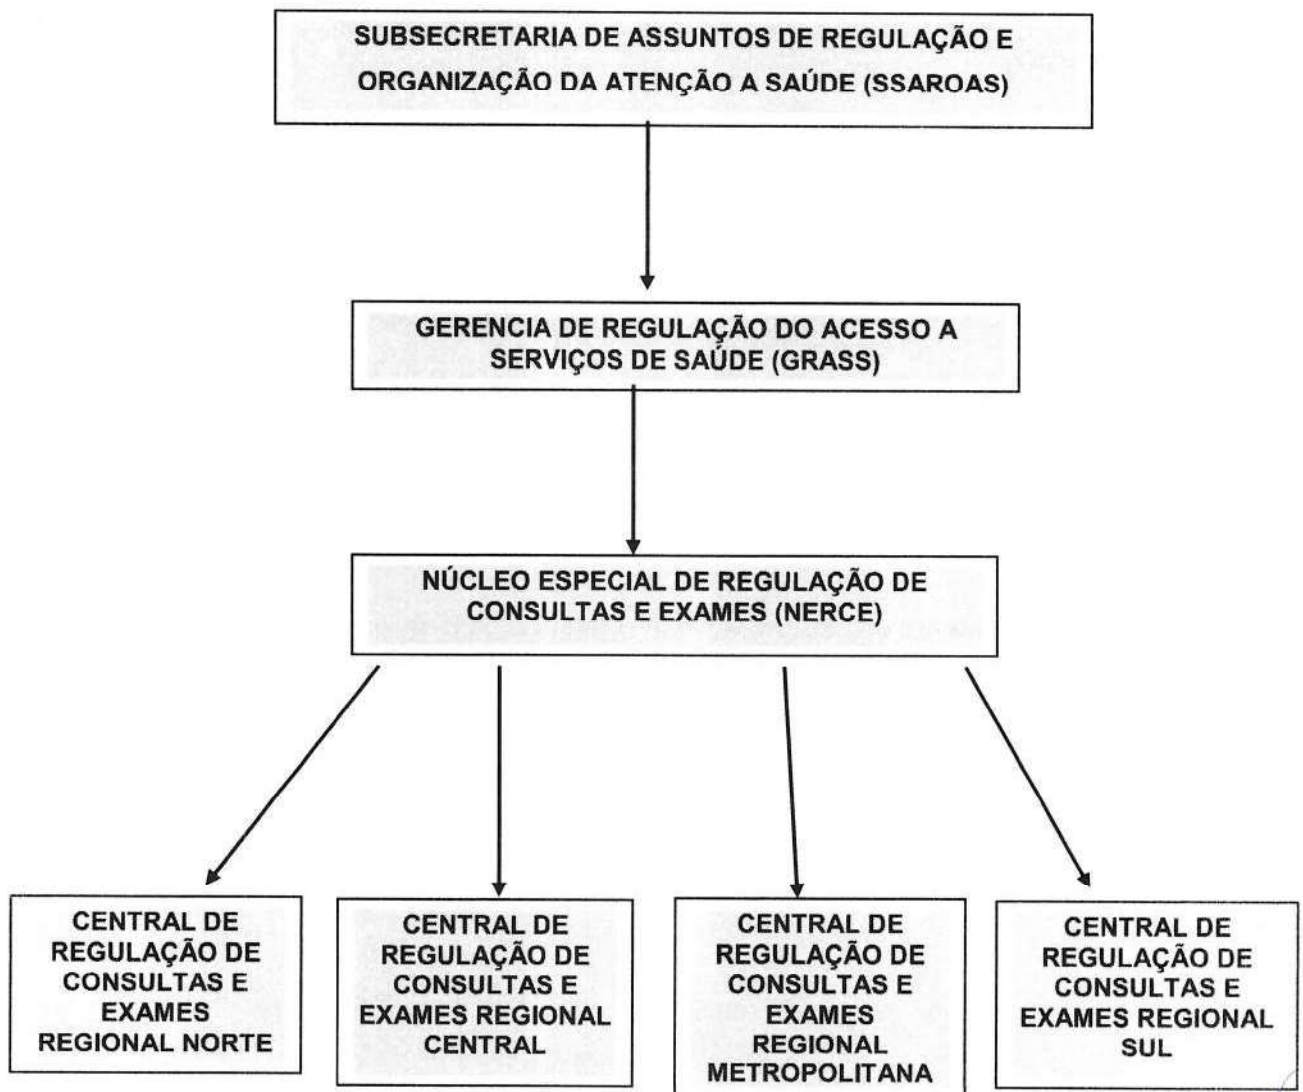 SUBSECRETARIA DE ASSUNTOS DE REGULAÇÃO E
ORGANIZAÇÃO DA ATENÇÃO A SAÚDE (SSAROAS)
GERENCIA DE REGULAÇÃO DO ACESSO A
SERVIÇOS DE SAÚDE (GRASS)
NÚCLEO ESPECIAL DE REGULAÇÃO DE
CONSULTAS E EXAMES (NERCE)
CENTRAL DE
REGULAÇÃO DE
CONSULTAS E
EXAMES
REGIONAL NORTE
CENTRAL DE
REGULAÇÃO DE
CONSULTAS E
EXAMES REGIONAL
CENTRAL
CENTRAL DE
REGULAÇÃO DE
CONSULTAS E
EXAMES
REGIONAL
METROPOLITANA
CENTRAL DE
REGULAÇÃO DE
CONSULTAS E
EXAMES REGIONAL
SUL